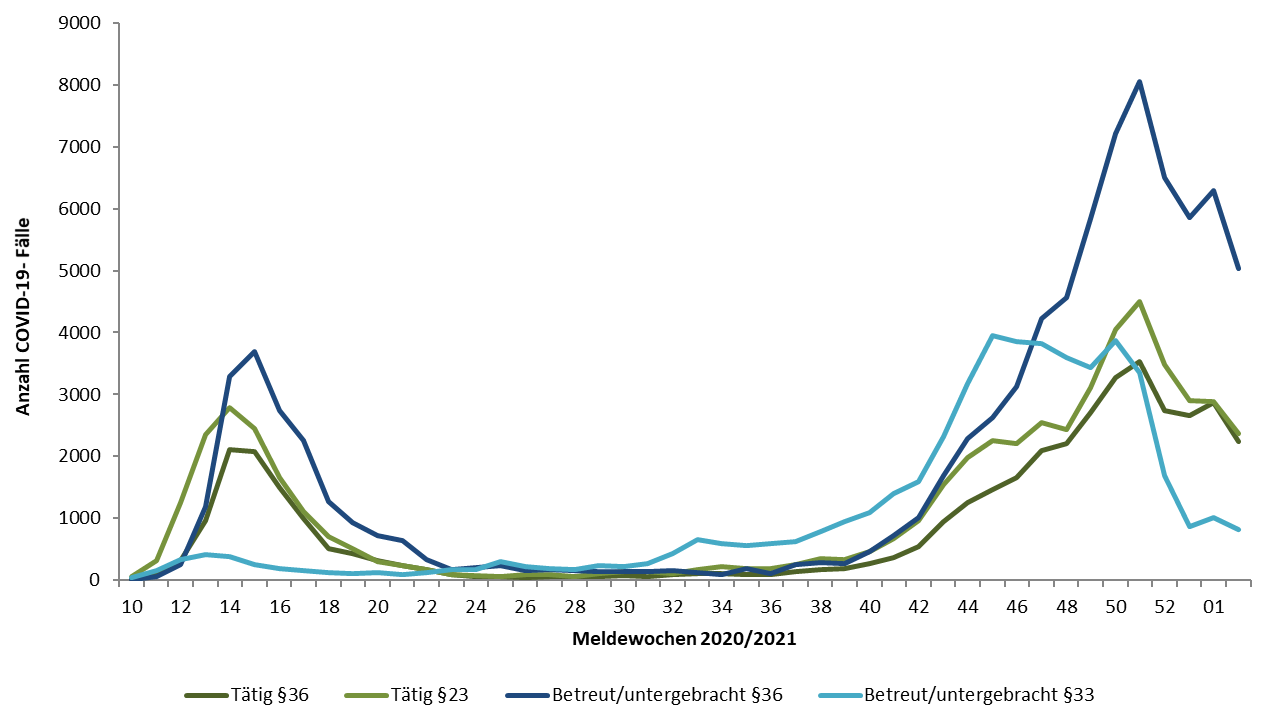 9000
8000
7000
6000
5000
4000
3000
2000
1000
0
Anzahl COVID-19- Fälle
10 12 14 16 18 20 22 24 26 28 30 32 34 36 38 40 42 44 46 48 50 52 01
Meldewochen 2020/2021
Tätig §36 Tätig §23 Betreut/untergebracht §36 Betreut/untergebracht §33